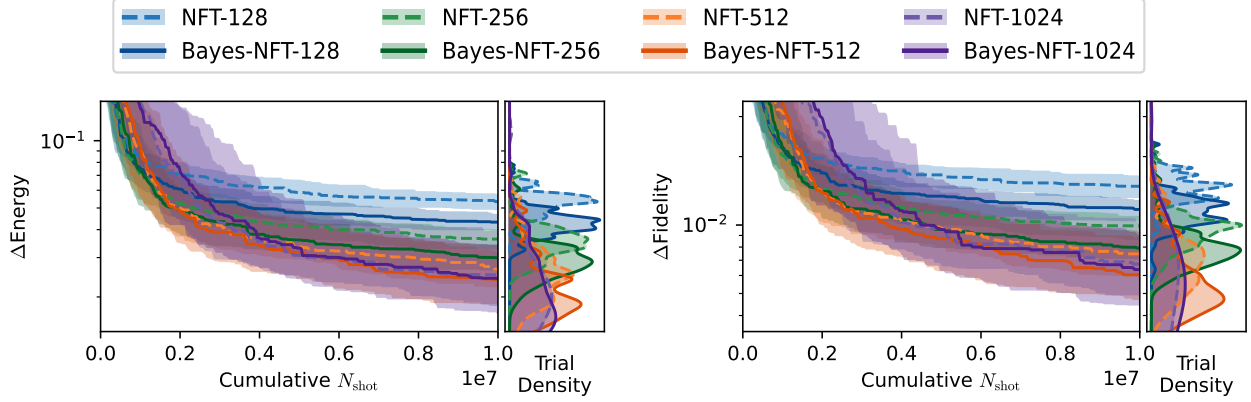 NFT-128 NFT-256 NFT-512 NFT-1024
Bayes-NFT-128 Bayes-NFT-256 Bayes-NFT-512 Bayes-NFT-1024
ΔEnergy
10⁻¹
0.0 0.2 0.4 0.6 0.8 1.0
1e7
Cumulative N_shot
Trial
Density
ΔFidelity
10⁻²
0.0 0.2 0.4 0.6 0.8 1.0
1e7
Cumulative N_shot
Trial
Density